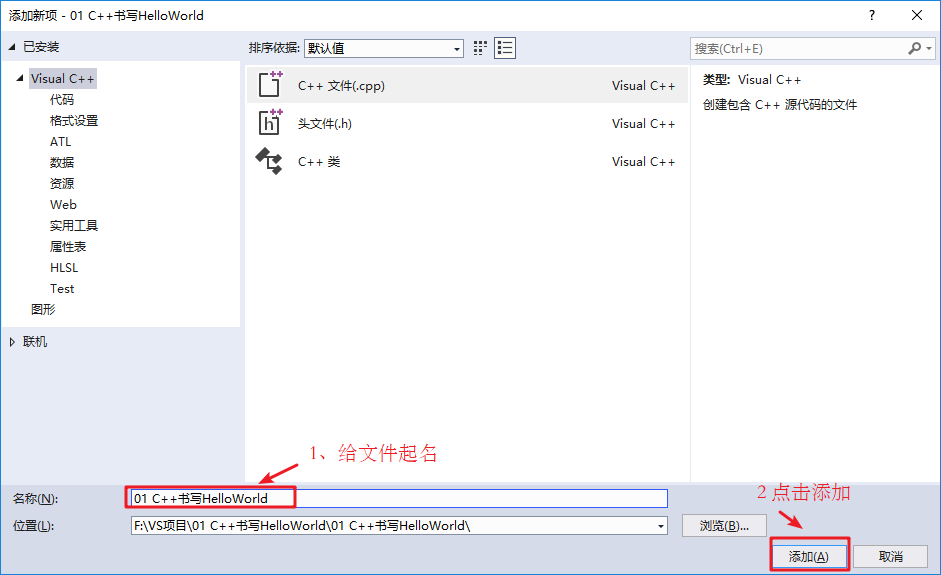 添加新项 - 01 C++书写HelloWorld
?
已安装
排序依据: 默认值
搜索(Ctrl+E)
Visual C++
代码
格式设置
ATL
数据
资源
Web
实用工具
属性表
HLSL
Test
图形
联机
C++ 文件(.cpp) Visual C++
头文件(.h) Visual C++
C++ 类 Visual C++
类型: Visual C++
创建包含 C++ 源代码的文件
1、给文件起名
名称(N): 01 C++书写HelloWorld
2 点击添加
位置(L): F:\VS项目\01 C++书写HelloWorld\01 C++书写HelloWorld\ 浏览(B)...
添加(A) 取消